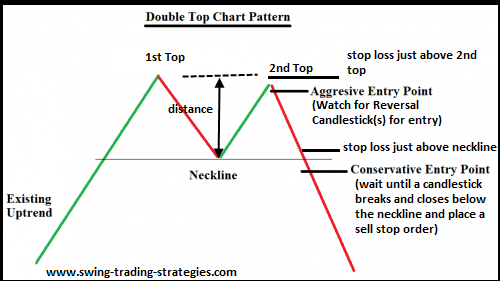 Double Top Chart Pattern
1st Top
2nd Top
stop loss just above 2nd
top
Aggresive Entry Point
(Watch for Reversal
Candlestick(s) for entry)
distance
stop loss just above neckline
Neckline
Conservative Entry Point
(wait until a candlestick
breaks and closes below
the neckline and place a
sell stop order)
Existing
Uptrend
www.swing-trading-strategies.com